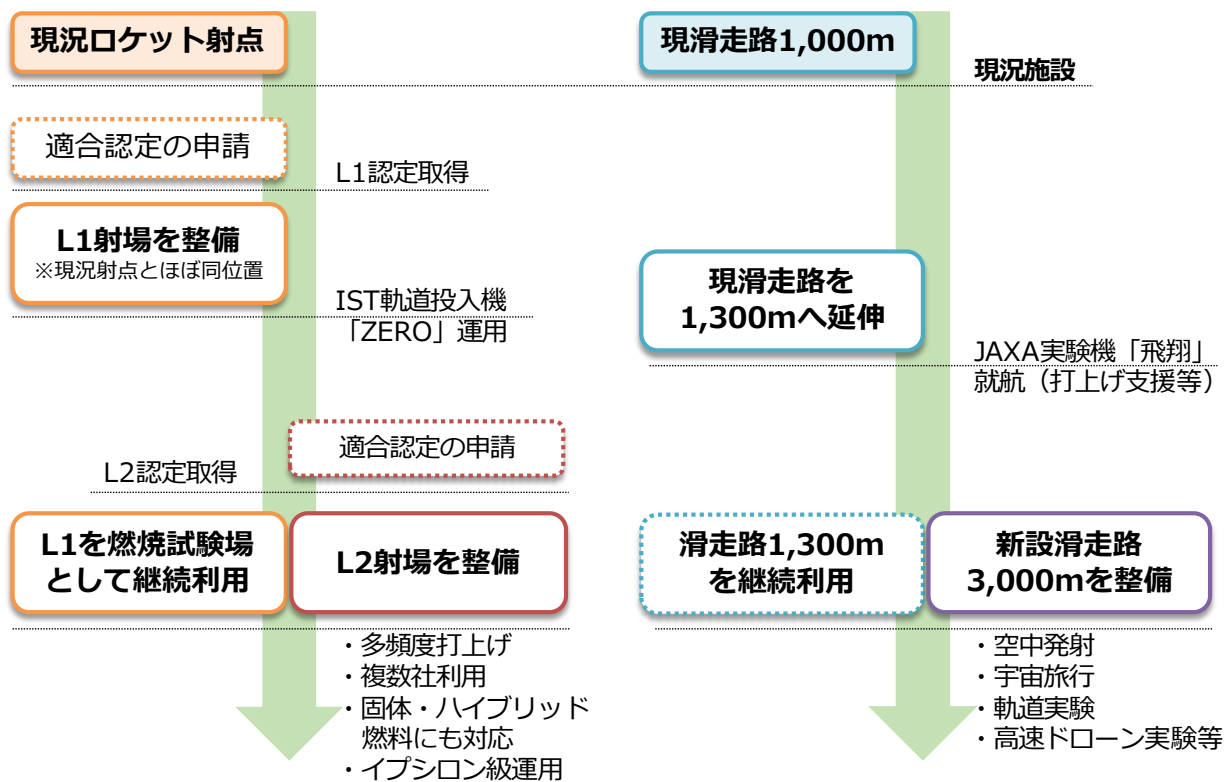 現況ロケット射点
現滑走路1,000m
現況施設
適合認定の申請
L1認定取得
L1射場を整備
※現況射点とほぼ同位置
IST軌道投入機
「ZERO」運用
現滑走路を
1,300mへ延伸
JAXA実験機「飛翔」
就航（打上げ支援等）
適合認定の申請
L2認定取得
L1を燃焼試験場
として継続利用
L2射場を整備
滑走路1,300m
を継続利用
新設滑走路
3,000mを整備
・多頻度打上げ
・複数社利用
・固体・ハイブリッド
燃料にも対応
・イプシロン級運用
・空中発射
・宇宙旅行
・軌道実験
・高速ドローン実験等